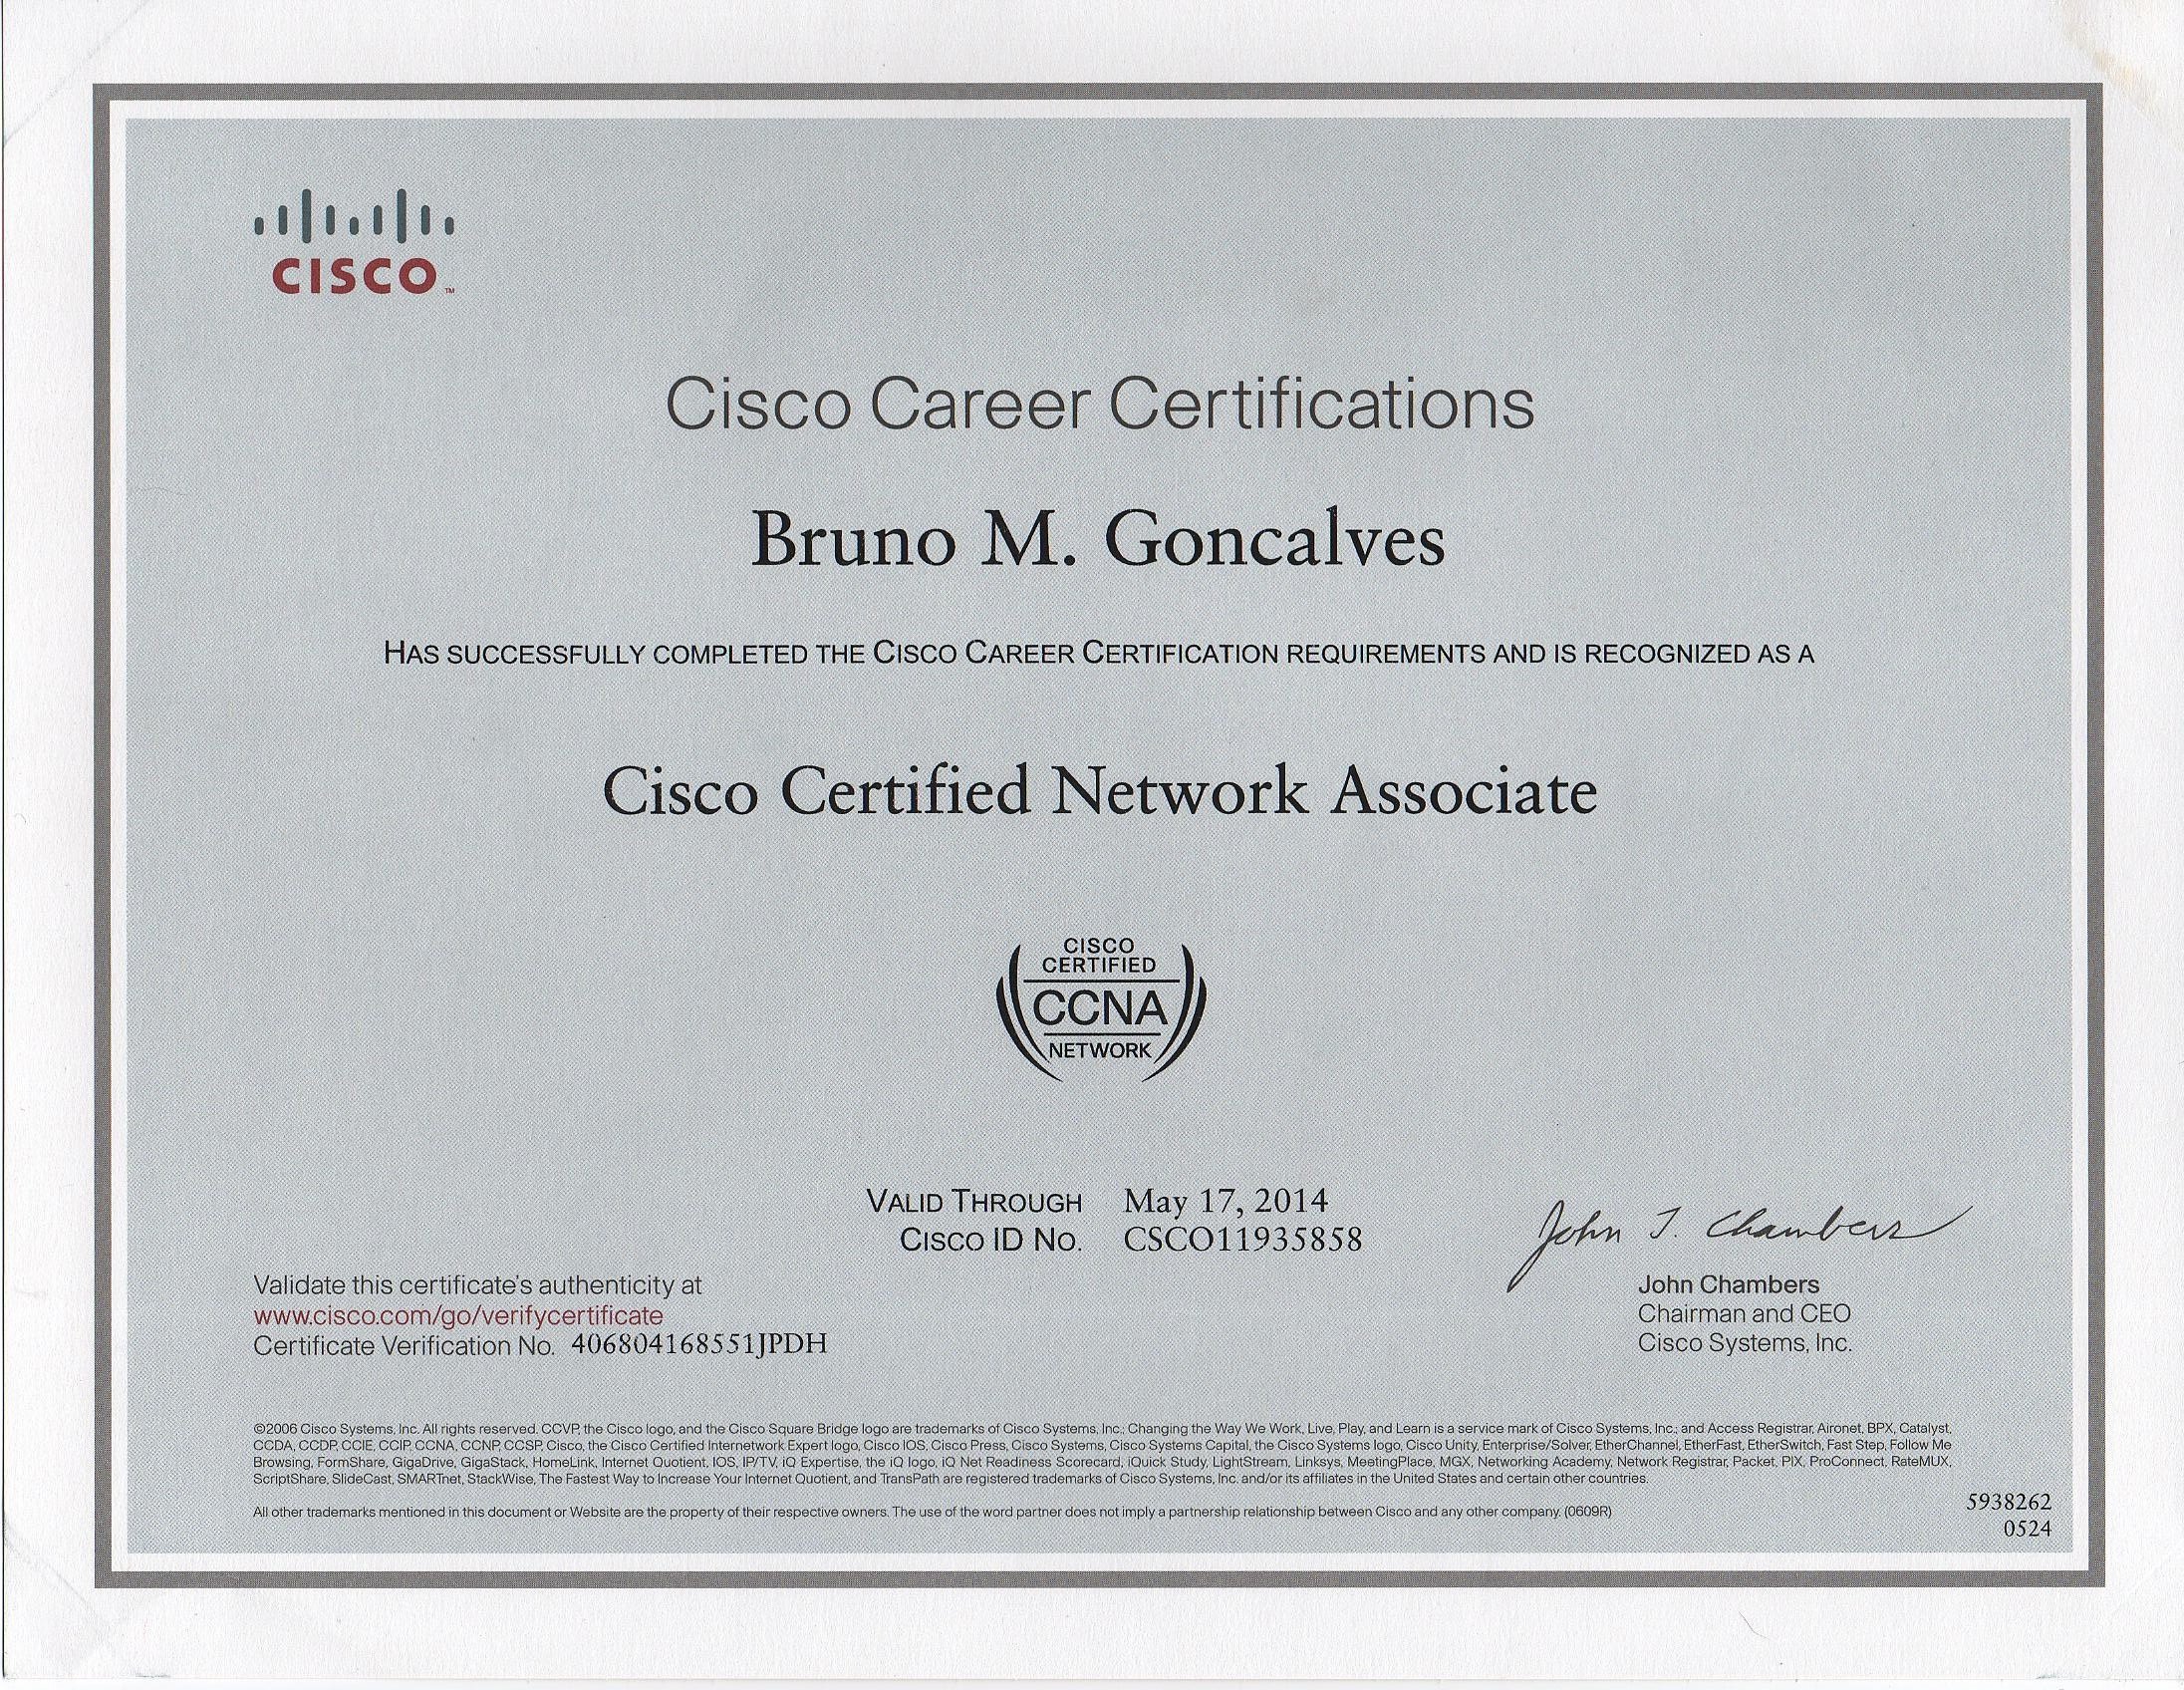 CISCO™
Cisco Career Certifications
Bruno M. Goncalves
HAS SUCCESSFULLY COMPLETED THE CISCO CAREER CERTIFICATION REQUIREMENTS AND IS RECOGNIZED AS A
Cisco Certified Network Associate
CISCO
CERTIFIED
CCNA
NETWORK
VALID THROUGH May 17, 2014
CISCO ID NO. CSCO11935858
John T. Chambers
Validate this certificate's authenticity at
www.cisco.com/go/verifycertificate
Certificate Verification No. 406804168551JPDH
John Chambers
Chairman and CEO
Cisco Systems, Inc.
©2006 Cisco Systems, Inc. All rights reserved. CCVP, the Cisco logo, and the Cisco Square Bridge logo are trademarks of Cisco Systems, Inc.; Changing the Way We Work, Live, Play, and Learn is a service mark of Cisco Systems, Inc.; and Access Registrar, Aironet, BPX, Catalyst,
CCDA, CCDP, CCIE, CCIP, CCNA, CCNP, CCSP, Cisco, the Cisco Certified Internetwork Expert logo, Cisco IOS, Cisco Press, Cisco Systems, Cisco Systems Capital, the Cisco Systems logo, Cisco Unity, Enterprise/Solver, EtherChannel, EtherFast, EtherSwitch, Fast Step, Follow Me
Browsing, FormShare, GigaDrive, GigaStack, HomeLink, Internet Quotient, IOS, IP/TV, iQ Expertise, the iQ logo, iQ Net Readiness Scorecard, iQuick Study, LightStream, Linksys, MeetingPlace, MGX, Networking Academy, Network Registrar, Packet, PIX, ProConnect, RateMUX,
ScriptShare, SlideCast, SMARTnet, StackWise, The Fastest Way to Increase Your Internet Quotient, and TransPath are registered trademarks of Cisco Systems, Inc. and/or its affiliates in the United States and certain other countries.
All other trademarks mentioned in this document or Website are the property of their respective owners. The use of the word partner does not imply a partnership relationship between Cisco and any other company. (0609R)
5938262
0524